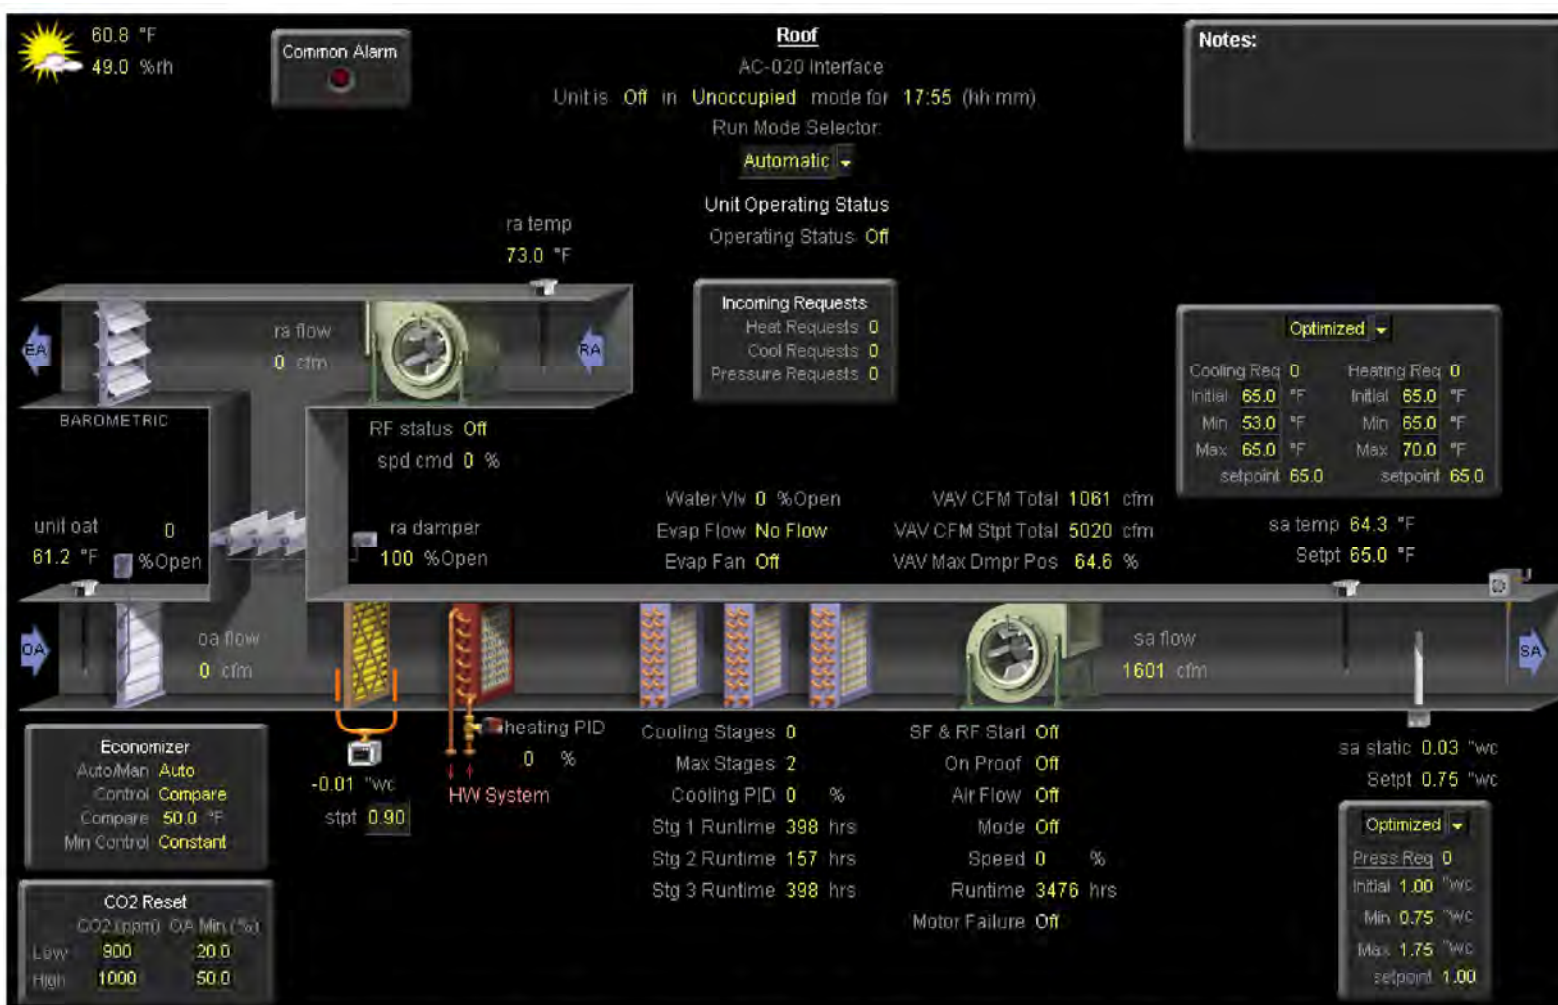 60.8 °F
49.0 %rh
Common Alarm
Roof
AC-020 Interface
Unit is Off in Unoccupied mode for 17:55 (hh:mm)
Run Mode Selector:
Automatic
Notes:
Unit Operating Status
Operating Status Off
ra temp
73.0 °F
Incoming Requests
Heat Requests 0
Cool Requests 0
Pressure Requests 0
EA
ra flow
0 cfm
RA
BAROMETRIC
RF status Off
spd cmd 0 %
Optimized
Cooling Req 0 Heating Req 0
Initial 65.0 °F Initial 65.0 °F
Min 53.0 °F Min 65.0 °F
Max 65.0 °F Max 70.0 °F
setpoint 65.0 setpoint 65.0
unit oat
61.2 °F
0
%Open
ra damper
100 %Open
Water Vlv 0 %Open
Evap Flow No Flow
Evap Fan Off
VAV CFM Total 1061 cfm
VAV CFM Stpt Total 5020 cfm
VAV Max Dmpr Pos 64.6 %
sa temp 64.3 °F
Setpt 65.0 °F
OA
oa flow
0 cfm
sa flow
1601 cfm
SA
Economizer
Auto/Man Auto
Control Compare
Compare 50.0 °F
Min Control Constant
-0.01 "wc
stpt 0.90
heating PID
0 %
HW System
Cooling Stages 0
Max Stages 2
Cooling PID 0 %
Stg 1 Runtime 398 hrs
Stg 2 Runtime 157 hrs
Stg 3 Runtime 398 hrs
SF & RF Start Off
On Proof Off
Air Flow Off
Mode Off
Speed 0 %
Runtime 3476 hrs
Motor Failure Off
sa static 0.03 "wc
Setpt 0.75 "wc
Optimized
Press Req 0
Initial 1.00 "wc
Min 0.75 "wc
Max 1.75 "wc
setpoint 1.00
CO2 Reset
CO2 (ppm) OA Min (%)
Low 900 20.0
High 1000 50.0